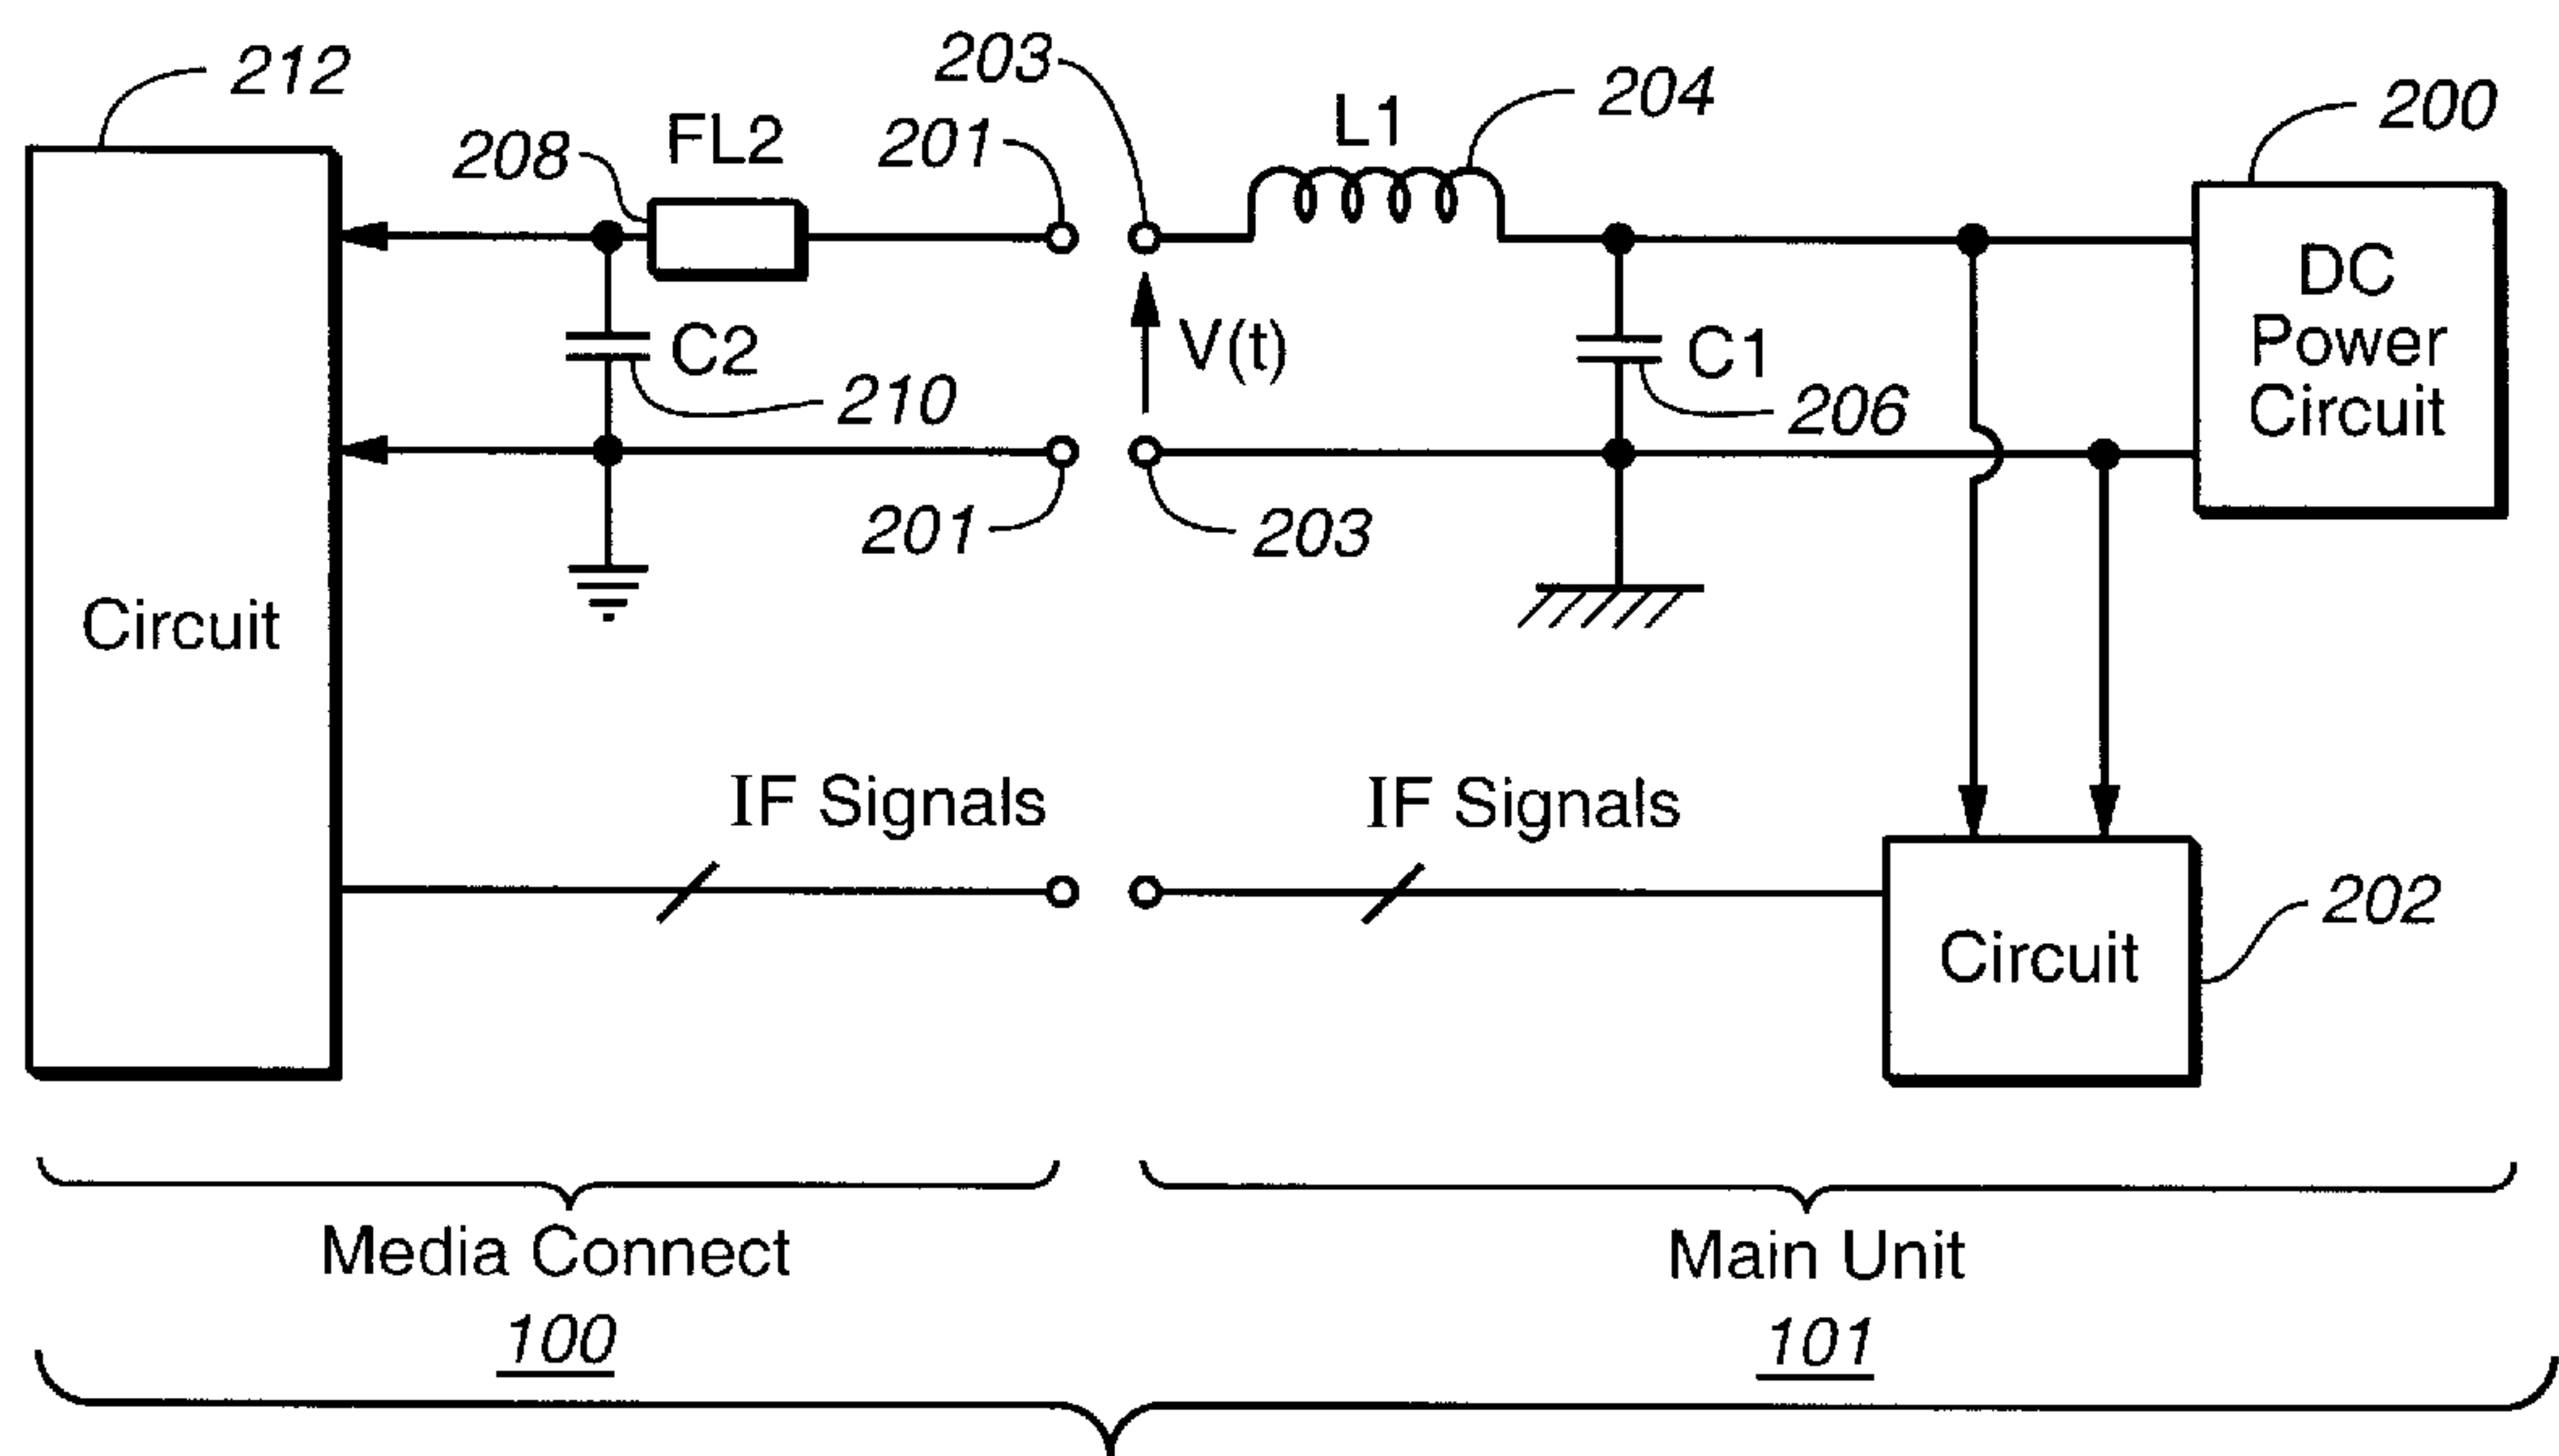 212
203
204
200
208
FL2
201
L1
DC
Power
Circuit
V(t)
C2
210
C1
206
201
203
Circuit
IF Signals
IF Signals
Circuit
202
Media Connect
100
Main Unit
101